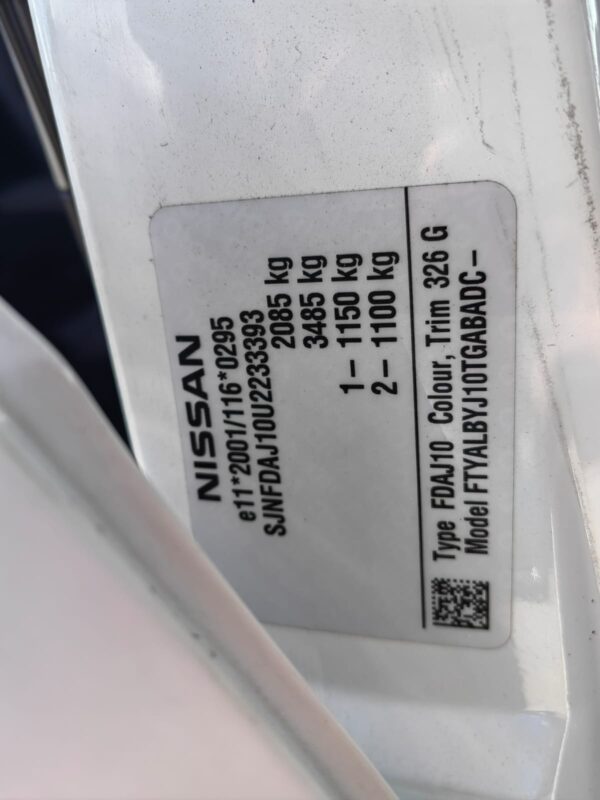 NISSAN
e11*2001/116*0295
SJNFDAJ10U2233393
2085 kg
3485 kg
1– 1150 kg
2– 1100 kg
Type FDAJ10 Colour, Trim 326 G
Model FTYALBYJ10TGABADC–